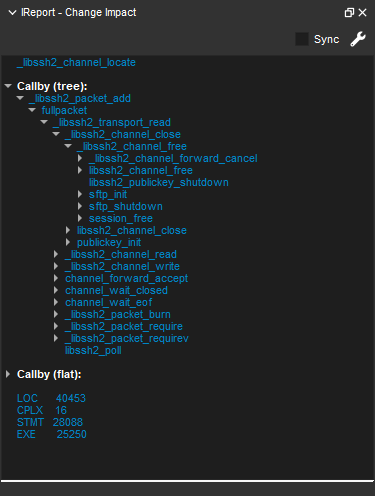 IReport - Change Impact
Sync
_libssh2_channel_locate
Callby (tree):
_libssh2_packet_add
fullpacket
_libssh2_transport_read
_libssh2_channel_close
_libssh2_channel_free
_libssh2_channel_forward_cancel
libssh2_channel_free
libssh2_publickey_shutdown
sftp_init
sftp_shutdown
session_free
libssh2_channel_close
publickey_init
_libssh2_channel_read
_libssh2_channel_write
channel_forward_accept
channel_wait_closed
channel_wait_eof
_libssh2_packet_burn
_libssh2_packet_require
_libssh2_packet_requirev
libssh2_poll
Callby (flat):
LOC 40453
CPLX 16
STMT 28088
EXE 25250